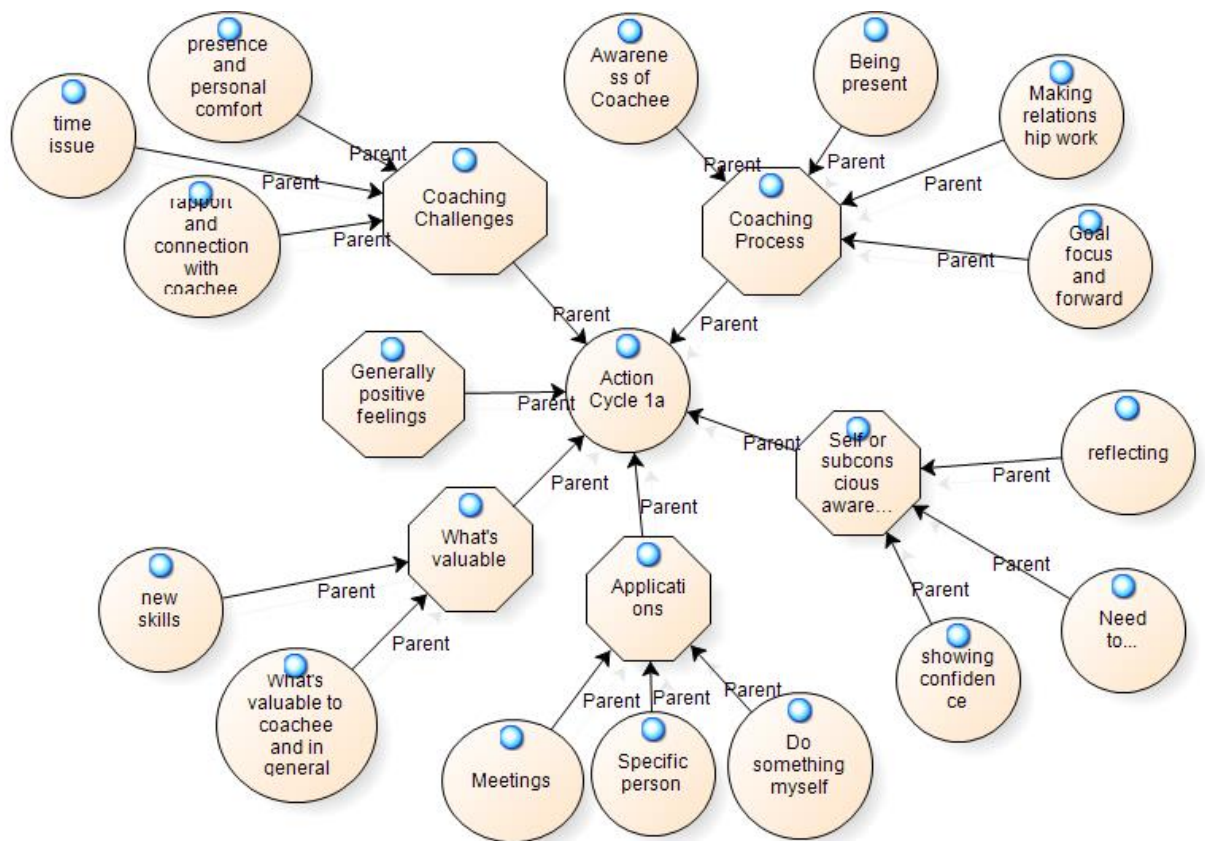 presence
and
personal
comfort
time
issue
rapport
and
connection
with
coachee
Coaching
Challenges
Awarene
ss of
Coachee
Being
present
Making
relations
hip work
Goal
focus
and
forward
Coaching
Process
Parent
Parent
Parent
Parent
Parent
Parent
Parent
Parent
Parent
Generally
positive
feelings
Parent
Action
Cycle 1a
Parent
Self or
subcons
cious
aware...
Parent
reflecting
Parent
Need
to...
Parent
showing
confiden
ce
What's
valuable
Parent
Parent
new
skills
Parent
What's
valuable to
coachee
and in
general
Parent
Applicati
ons
Parent
Parent
Parent
Meetings
Specific
person
Do
something
myself